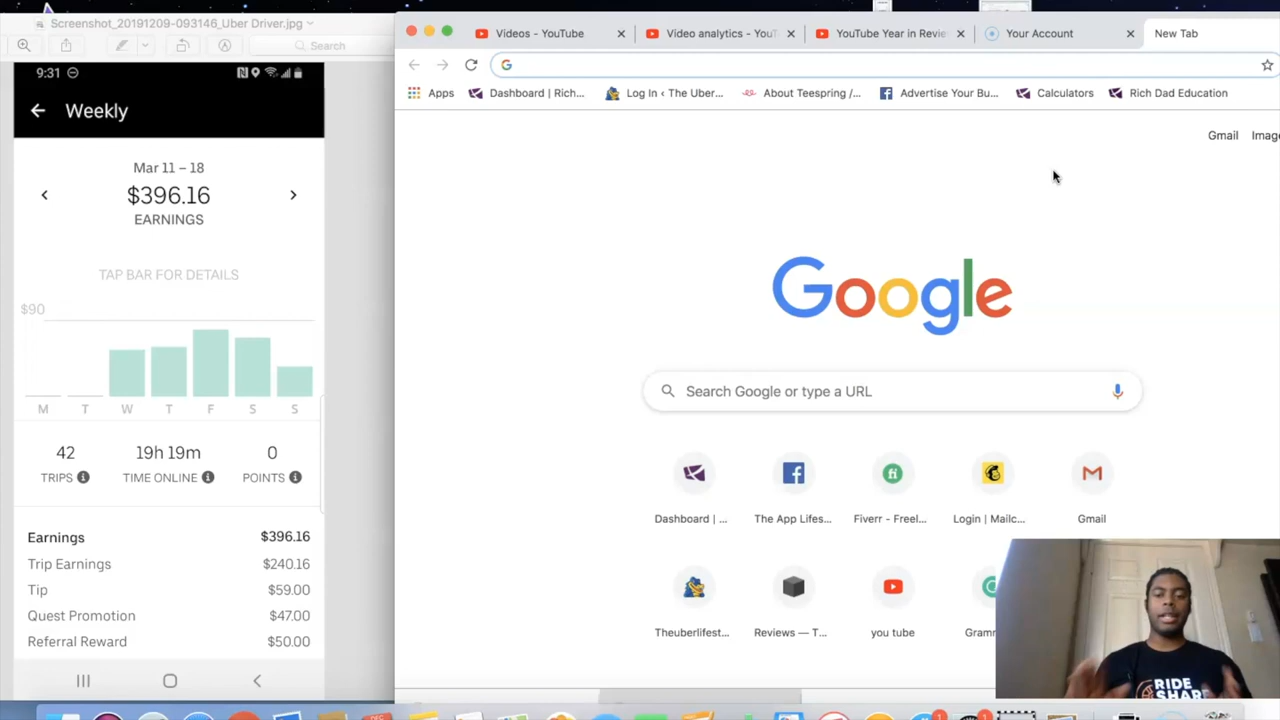 Screenshot_20191209-093146_Uber Driver.jpg
Search
9:31
Weekly
Mar 11 – 18
$396.16
EARNINGS
TAP BAR FOR DETAILS
$90
M T W T F S S
42 19h 19m 0
TRIPS TIME ONLINE POINTS
Earnings $396.16
Trip Earnings $240.16
Tip $59.00
Quest Promotion $47.00
Referral Reward $50.00
Videos - YouTube
Video analytics - YouT
YouTube Year in Revie
Your Account
New Tab
Apps Dashboard | Rich... Log In ‹ The Uber... About Teespring /... Advertise Your Bu... Calculators Rich Dad Education
Gmail Image
Google
Search Google or type a URL
Dashboard | ... The App Lifes... Fiverr - Freel... Login | Mailc... Gmail
Theuberlifest... Reviews — T... you tube Gram
RIDE
SHARE